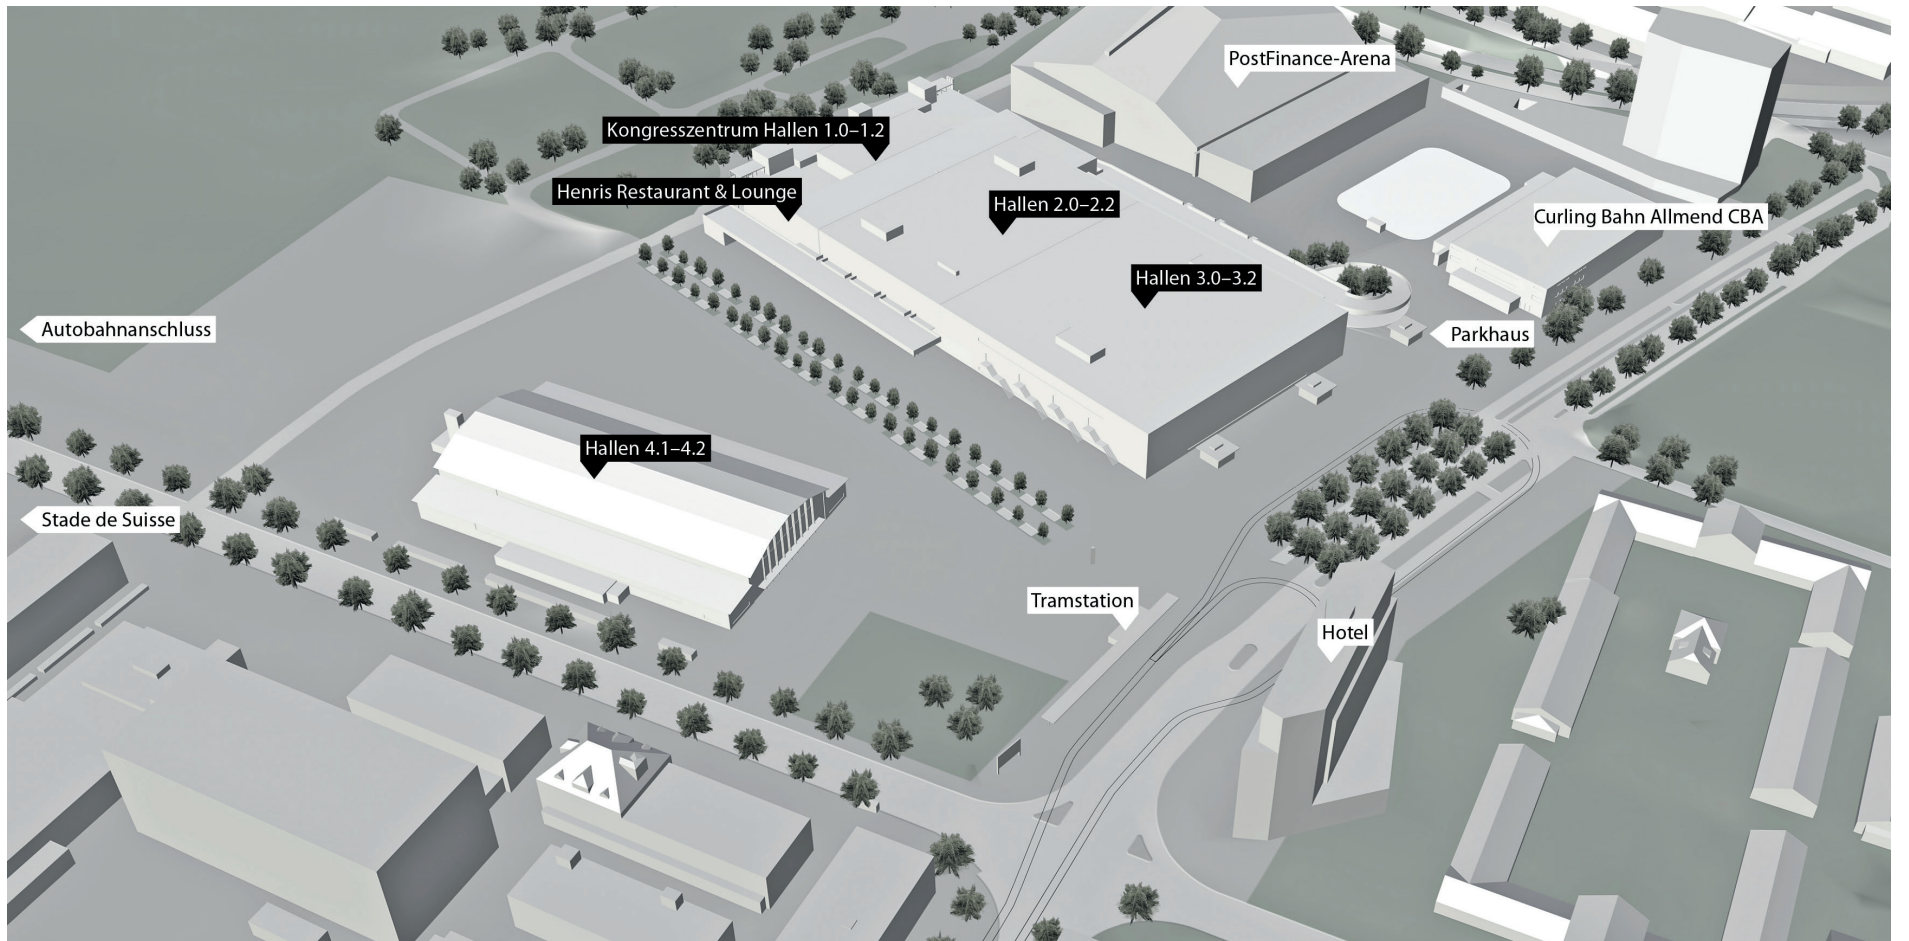 PostFinance-Arena
Kongresszentrum Hallen 1.0–1.2
Henris Restaurant & Lounge
Hallen 2.0–2.2
Curling Bahn Allmend CBA
Hallen 3.0–3.2
Autobahnanschluss
Parkhaus
Hallen 4.1–4.2
Stade de Suisse
Tramstation
Hotel